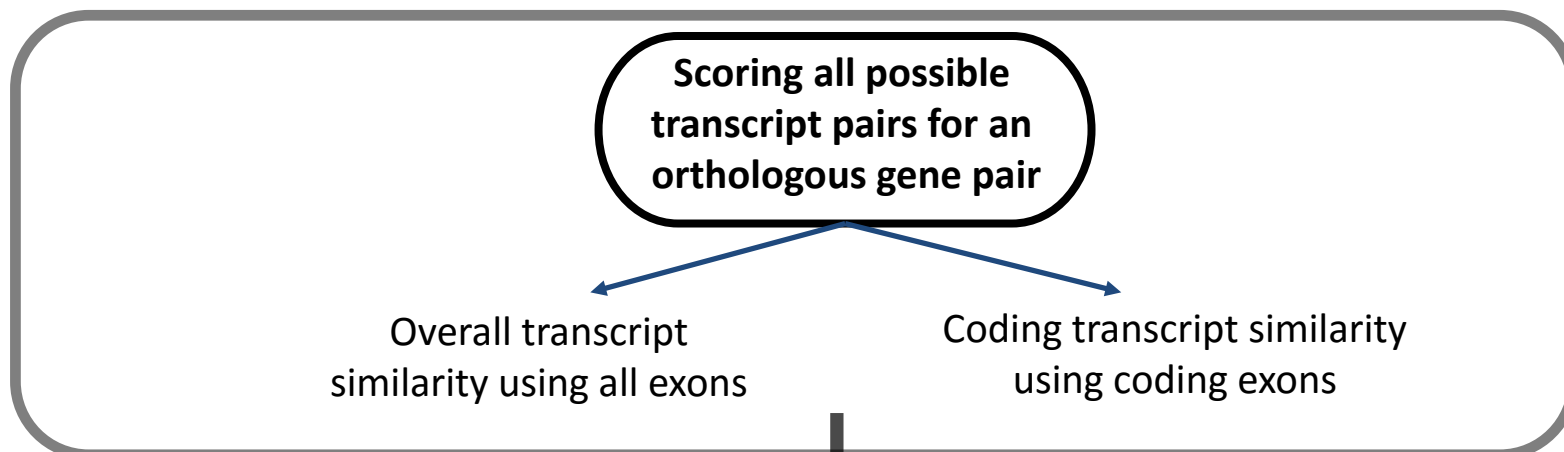 Scoring all possible
transcript pairs for an
orthologous gene pair
Overall transcript
similarity using all exons
Coding transcript similarity
using coding exons